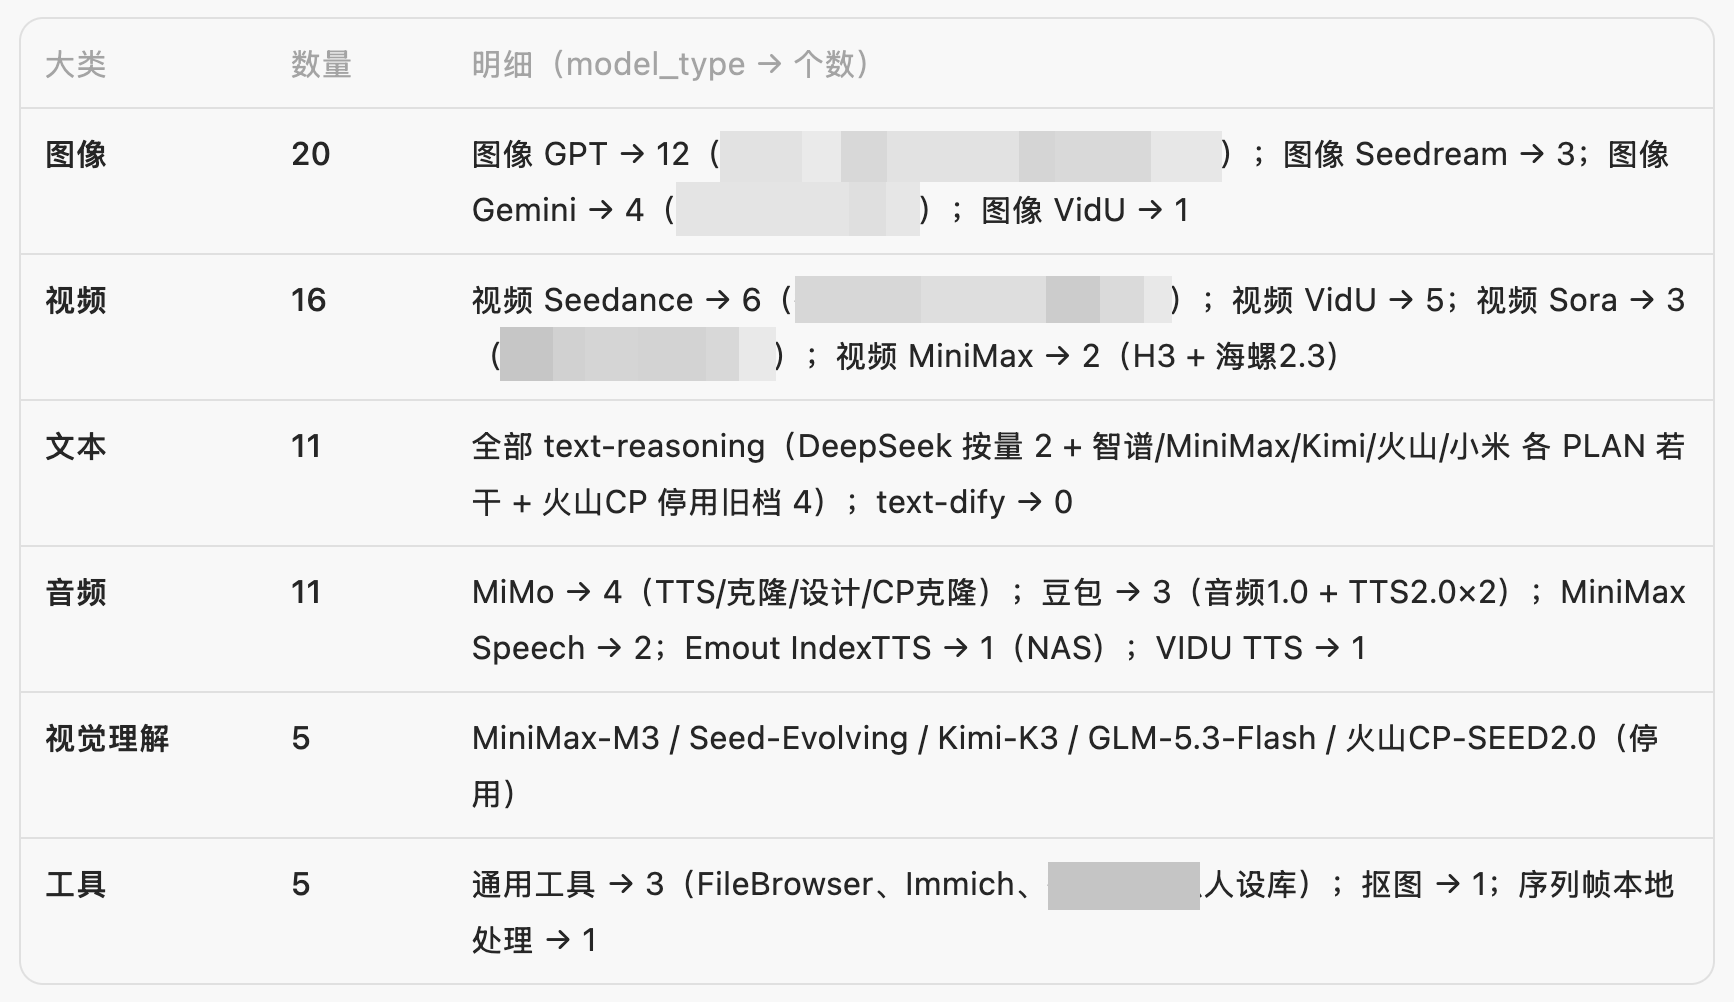 大类 数量 明细（model_type → 个数）
图像 20 图像 GPT → 12（ ）；图像 Seedream → 3；图像
Gemini → 4（ ）；图像 VidU → 1
视频 16 视频 Seedance → 6（ ）；视频 VidU → 5；视频 Sora → 3
（ ）；视频 MiniMax → 2（H3 + 海螺2.3）
文本 11 全部 text-reasoning（DeepSeek 按量 2 + 智谱/MiniMax/Kimi/火山/小米 各 PLAN 若
干 + 火山CP 停用旧档 4）；text-dify → 0
音频 11 MiMo → 4（TTS/克隆/设计/CP克隆）；豆包 → 3（音频1.0 + TTS2.0×2）；MiniMax
Speech → 2；Emout IndexTTS → 1（NAS）；VIDU TTS → 1
视觉理解 5 MiniMax-M3 / Seed-Evolving / Kimi-K3 / GLM-5.3-Flash / 火山CP-SEED2.0（停
用）
工具 5 通用工具 → 3（FileBrowser、Immich、 人设库）；抠图 → 1；序列帧本地
处理 → 1